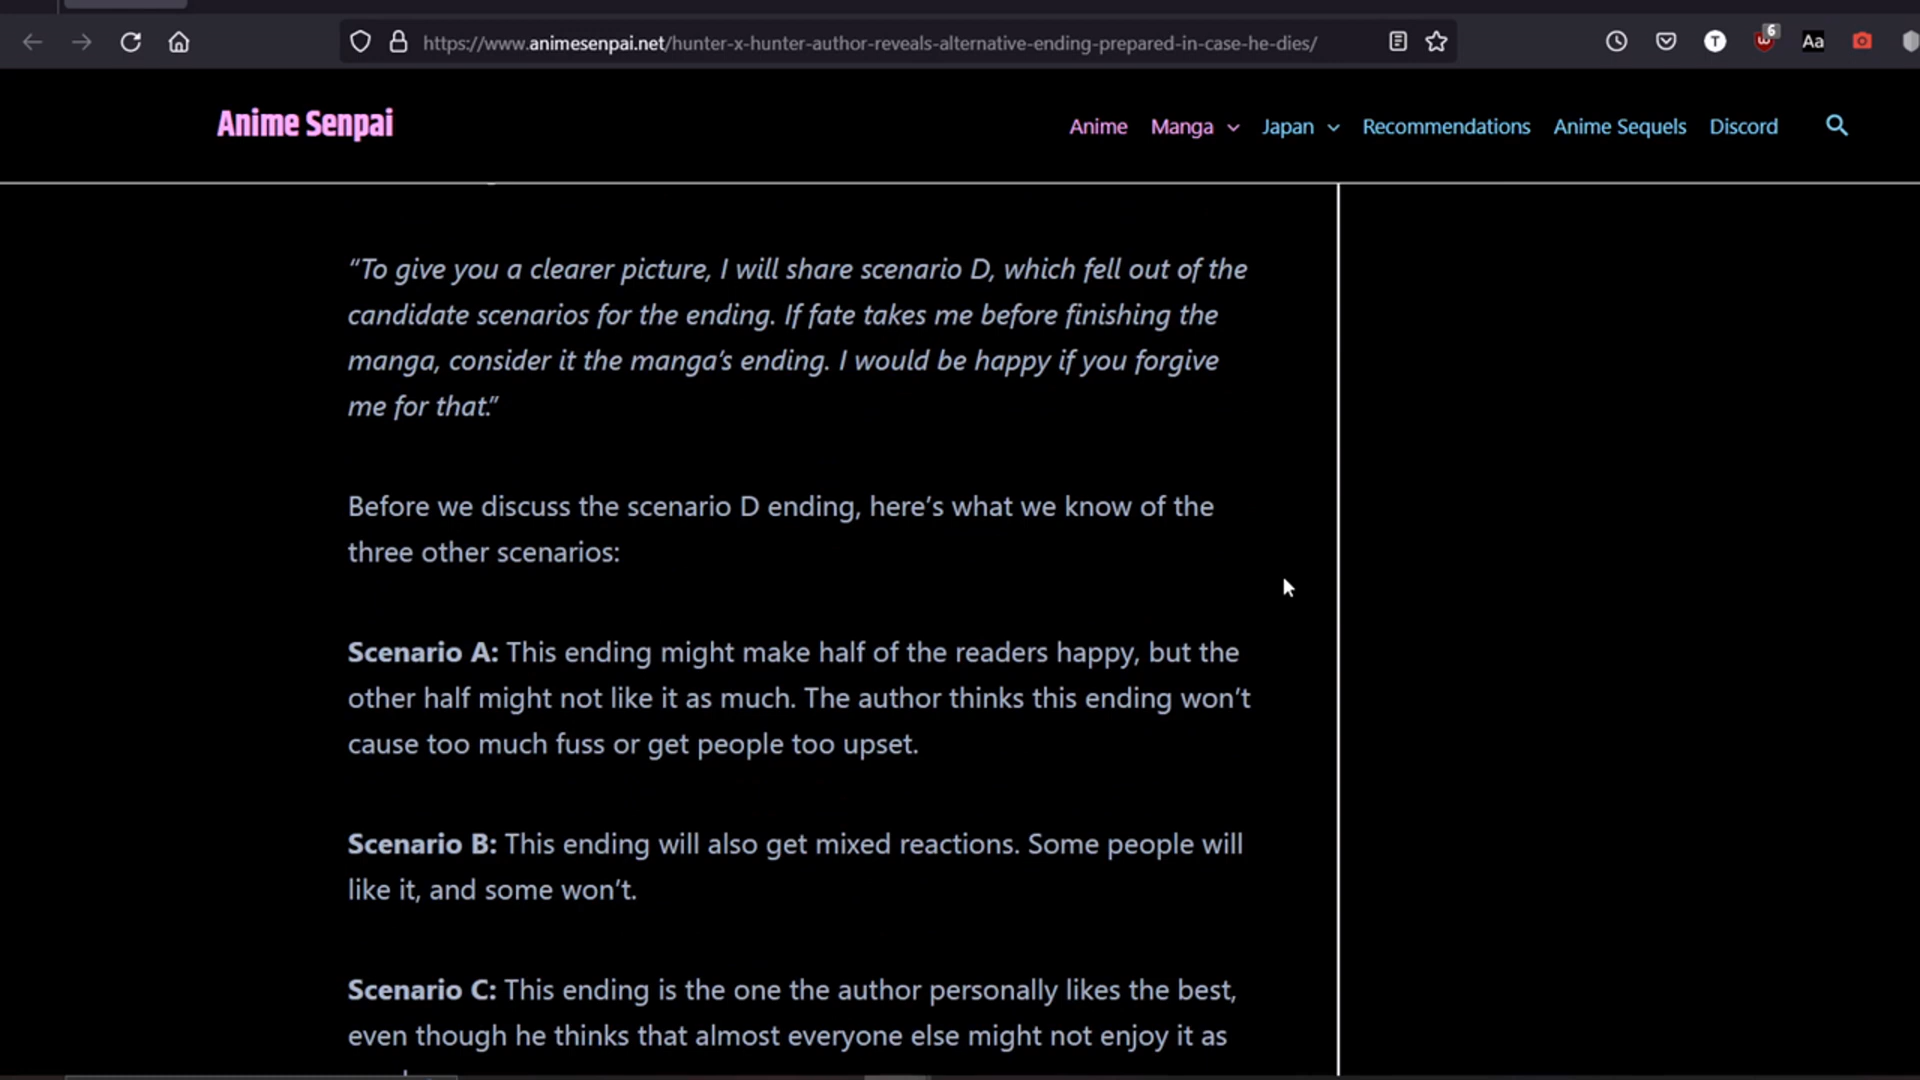 https://www.animesenpai.net/hunter-x-hunter-author-reveals-alternative-ending-prepared-in-case-he-dies/
T
6
Aa
Anime Senpai
Anime Manga Japan Recommendations Anime Sequels Discord
“To give you a clearer picture, I will share scenario D, which fell out of the
candidate scenarios for the ending. If fate takes me before finishing the
manga, consider it the manga’s ending. I would be happy if you forgive
me for that.”
Before we discuss the scenario D ending, here’s what we know of the
three other scenarios:
Scenario A: This ending might make half of the readers happy, but the
other half might not like it as much. The author thinks this ending won’t
cause too much fuss or get people too upset.
Scenario B: This ending will also get mixed reactions. Some people will
like it, and some won’t.
Scenario C: This ending is the one the author personally likes the best,
even though he thinks that almost everyone else might not enjoy it as